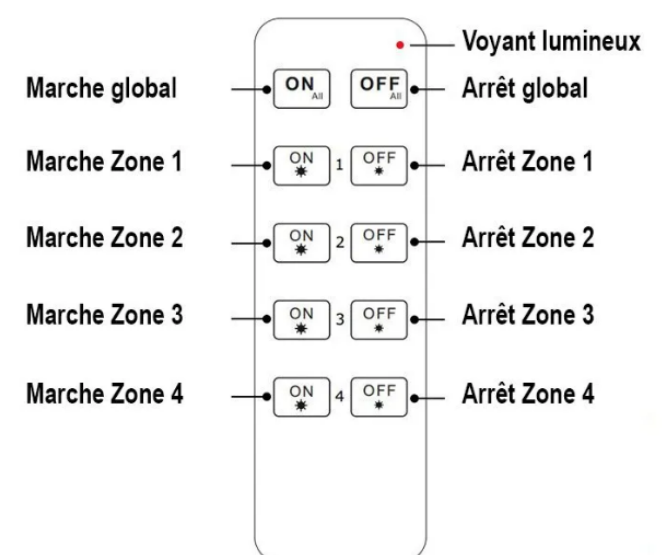 Voyant lumineux
Marche global ON All OFF All Arrêt global
Marche Zone 1 ON 1 OFF Arrêt Zone 1
Marche Zone 2 ON 2 OFF Arrêt Zone 2
Marche Zone 3 ON 3 OFF Arrêt Zone 3
Marche Zone 4 ON 4 OFF Arrêt Zone 4